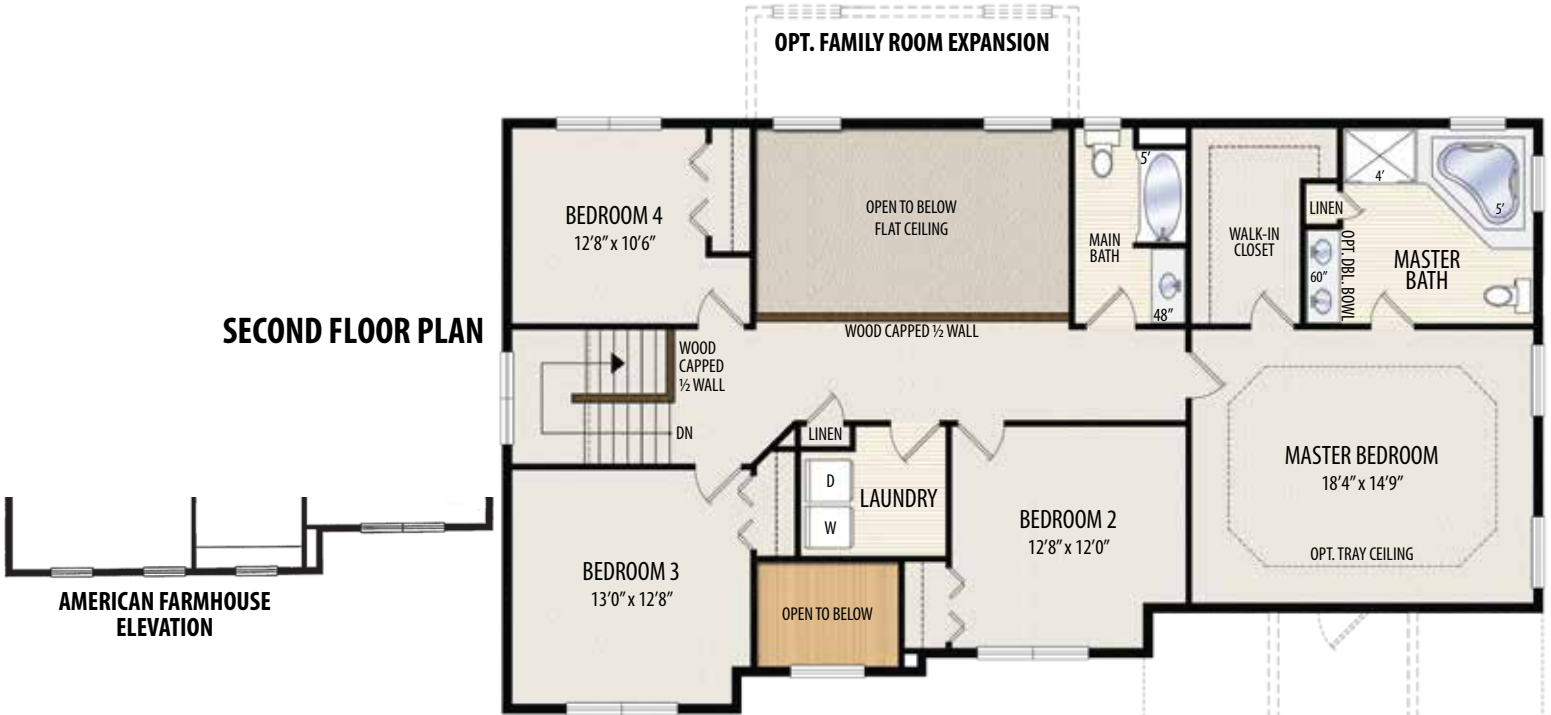 OPT. FAMILY ROOM EXPANSION
BEDROOM 4
12'8" x 10'6"
OPEN TO BELOW
FLAT CEILING
5'
MAIN
BATH
48"
WALK-IN
CLOSET
LINEN
4'
5'
60"
OPT. DBL. BOWL
MASTER
BATH
SECOND FLOOR PLAN
WOOD
CAPPED
½ WALL
WOOD CAPPED ½ WALL
DN
LINEN
D
W
LAUNDRY
MASTER BEDROOM
18'4" x 14'9"
OPT. TRAY CEILING
BEDROOM 2
12'8" x 12'0"
BEDROOM 3
13'0" x 12'8"
OPEN TO BELOW
AMERICAN FARMHOUSE
ELEVATION